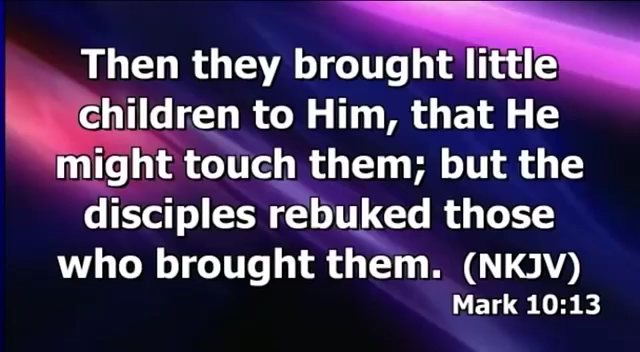 Then they brought little
children to Him, that He
might touch them; but the
disciples rebuked those
who brought them. (NKJV)
Mark 10:13